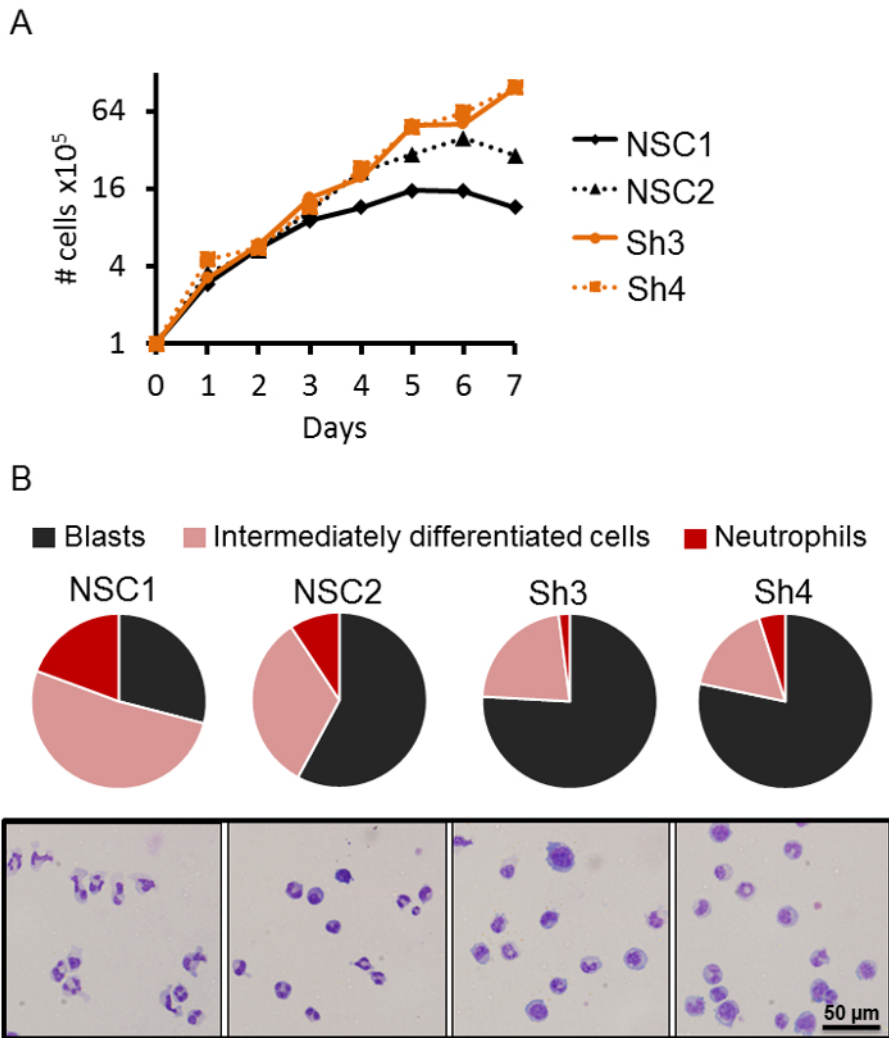 A
64
16
4
1
# cells x10⁵
0 1 2 3 4 5 6 7
Days
NSC1
NSC2
Sh3
Sh4
B
Blasts Intermediately differentiated cells Neutrophils
NSC1 NSC2 Sh3 Sh4
50 µm